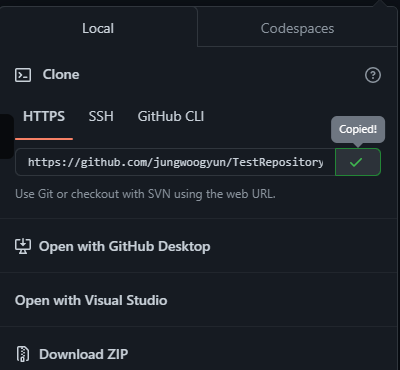 Local
Codespaces
Clone
HTTPS
SSH
GitHub CLI
Copied!
https://github.com/jungwoogyun/TestRepository
Use Git or checkout with SVN using the web URL.
Open with GitHub Desktop
Open with Visual Studio
Download ZIP